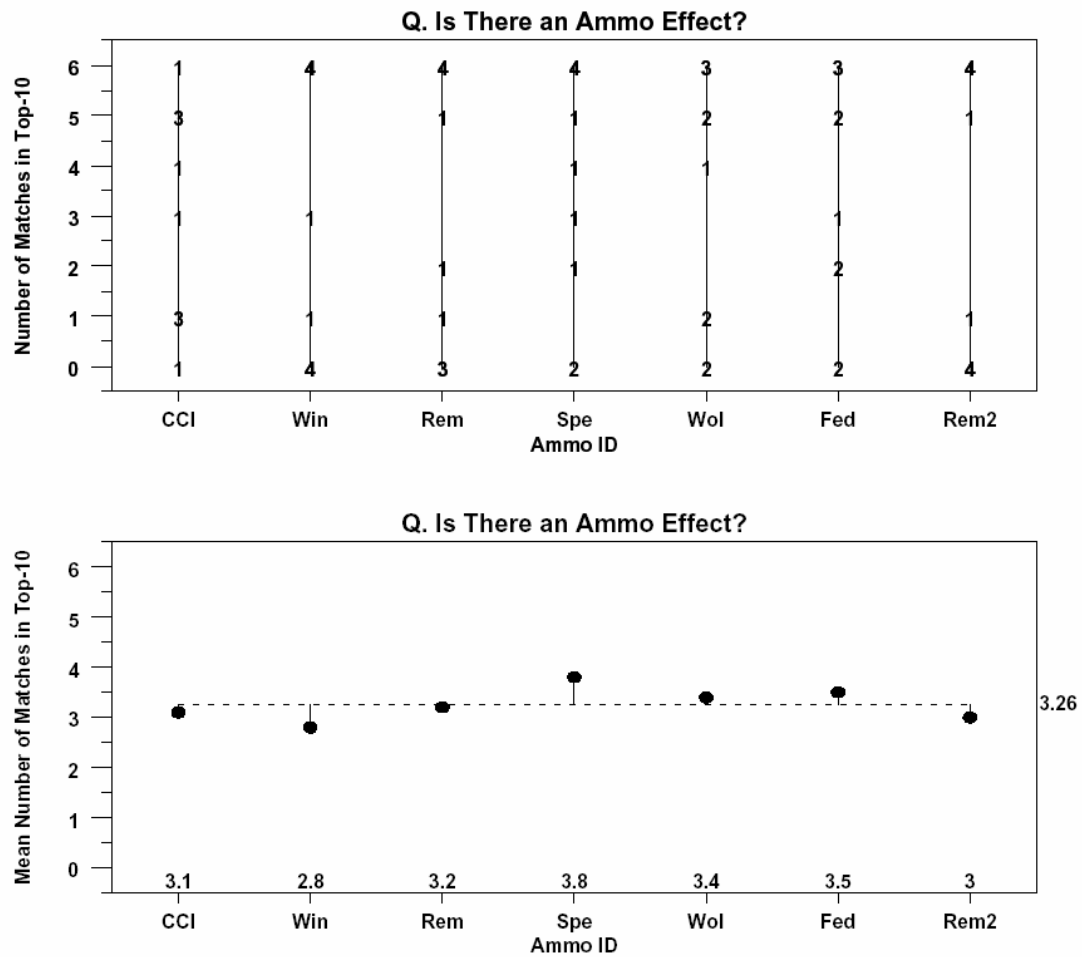 Q. Is There an Ammo Effect?
Number of Matches in Top-10
6 1 4 4 4 3 3 4
5 3 1 1 2 2 1
4 1 1 1
3 1 1 1 1
2 1 1 2
1 3 1 1 2 1
0 1 4 3 2 2 2 4
CCI Win Rem Spe Wol Fed Rem2
Ammo ID
Q. Is There an Ammo Effect?
Mean Number of Matches in Top-10
6
5
4
3
3.26
2
1
0
3.1 2.8 3.2 3.8 3.4 3.5 3
CCI Win Rem Spe Wol Fed Rem2
Ammo ID